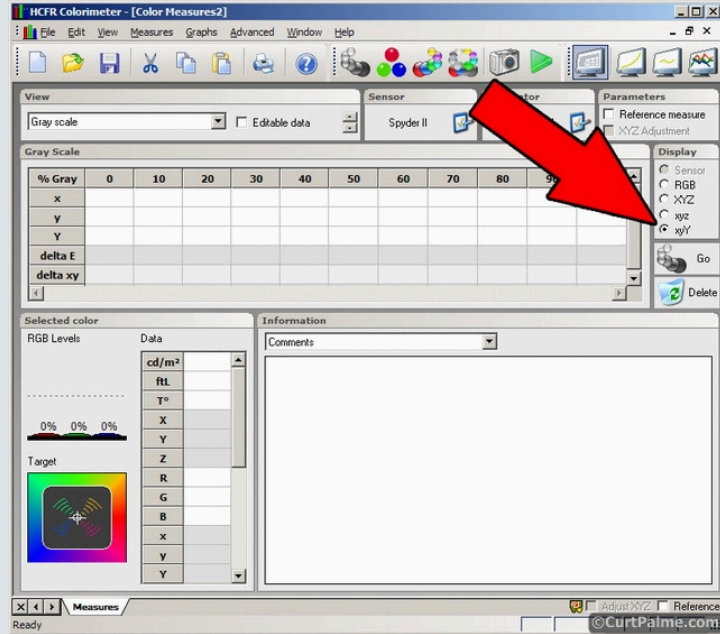 HCFR Colorimeter - [Color Measures2]
File Edit View Measures Graphs Advanced Window Help
View
Sensor
Parameters
Gray scale
Editable data
Spyder II
Reference measure
XYZ Adjustment
Gray Scale
Display
% Gray 0 10 20 30 40 50 60 70 80
x
y
Y
delta E
delta xy
Sensor
RGB
XYZ
xyz
xyY
Go
Delete
Selected color
Information
RGB Levels
Data
Comments
cd/m²
ftL
T°
X
Y
Z
R
G
B
x
y
Y
0% 0% 0%
Target
Measures
Adjust XYZ
Reference
Ready
©CurtPalme.com